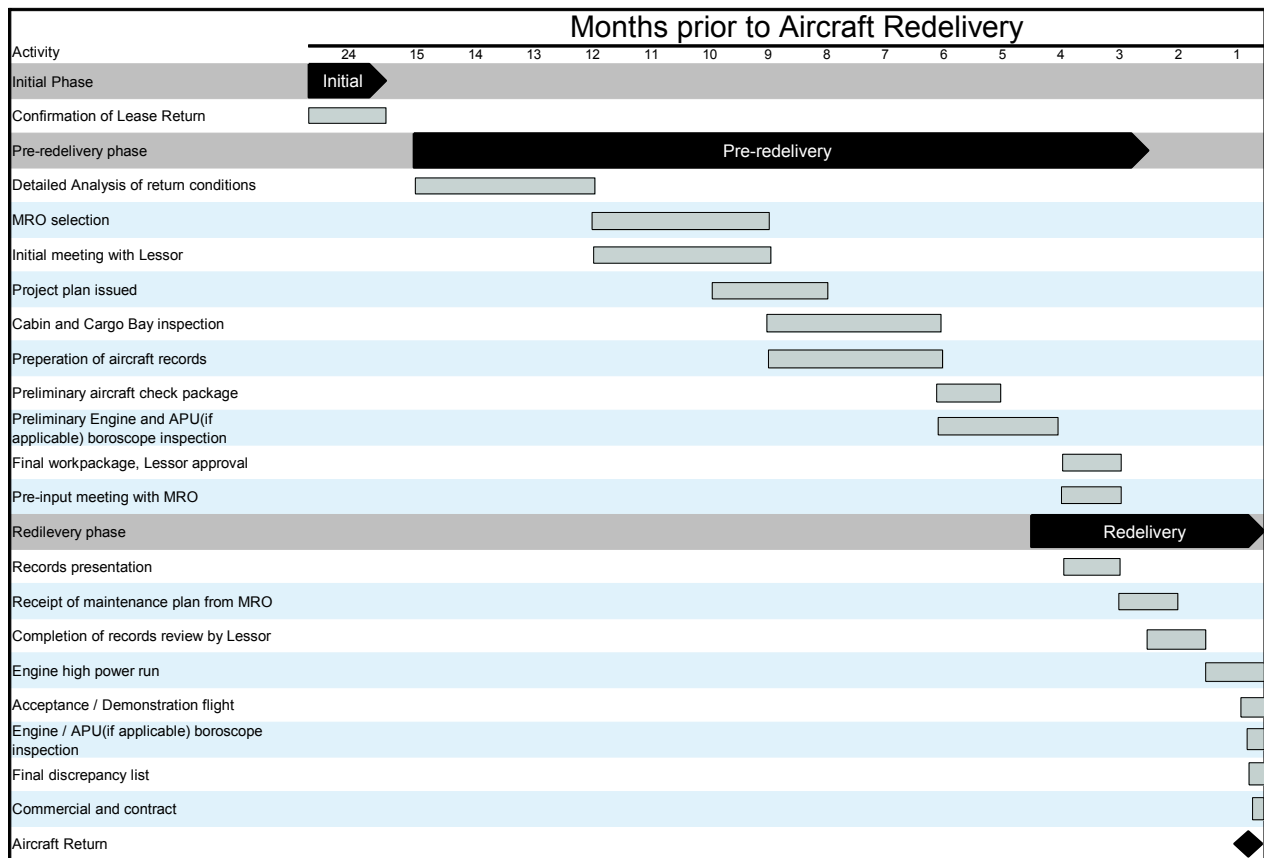 Months prior to Aircraft Redelivery
Activity 24 15 14 13 12 11 10 9 8 7 6 5 4 3 2 1
Initial Phase Initial
Confirmation of Lease Return
Pre-redelivery phase Pre-redelivery
Detailed Analysis of return conditions
MRO selection
Initial meeting with Lessor
Project plan issued
Cabin and Cargo Bay inspection
Preperation of aircraft records
Preliminary aircraft check package
Preliminary Engine and APU(if
applicable) boroscope inspection
Final workpackage, Lessor approval
Pre-input meeting with MRO
Redilevery phase Redelivery
Records presentation
Receipt of maintenance plan from MRO
Completion of records review by Lessor
Engine high power run
Acceptance / Demonstration flight
Engine / APU(if applicable) boroscope
inspection
Final discrepancy list
Commercial and contract
Aircraft Return